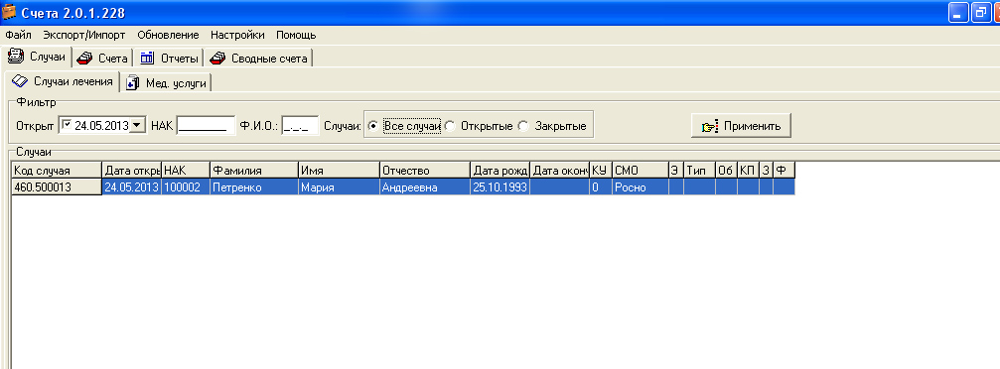 Счета 2.0.1.228
Файл Экспорт/Импорт Обновление Настройки Помощь
Случаи Счета Отчеты Сводные счета
Случаи лечения Мед. услуги
Фильтр
Открыт 24.05.2013 НАК ________ Ф.И.О.: _._._ Случаи: Все случаи Открытые Закрытые Применить
Случаи
Код случая Дата откры НАК Фамилия Имя Отчество Дата рожд Дата оконч КУ СМО Э Тип Об КП З Ф
460.500013 24.05.2013 100002 Петренко Мария Андреевна 25.10.1993 0 Росно